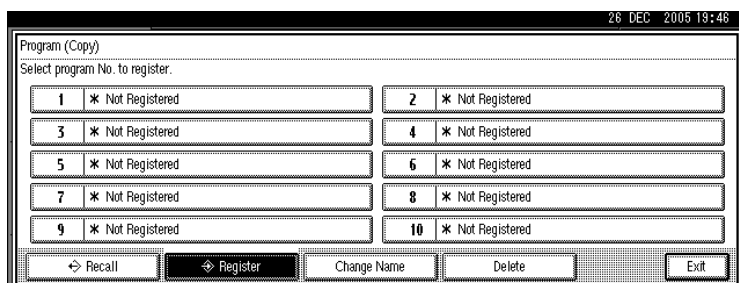 26 DEC 2005 19:46
Program (Copy)
Select program No. to register.
1 * Not Registered 2 * Not Registered
3 * Not Registered 4 * Not Registered
5 * Not Registered 6 * Not Registered
7 * Not Registered 8 * Not Registered
9 * Not Registered 10 * Not Registered
Recall Register Change Name Delete Exit